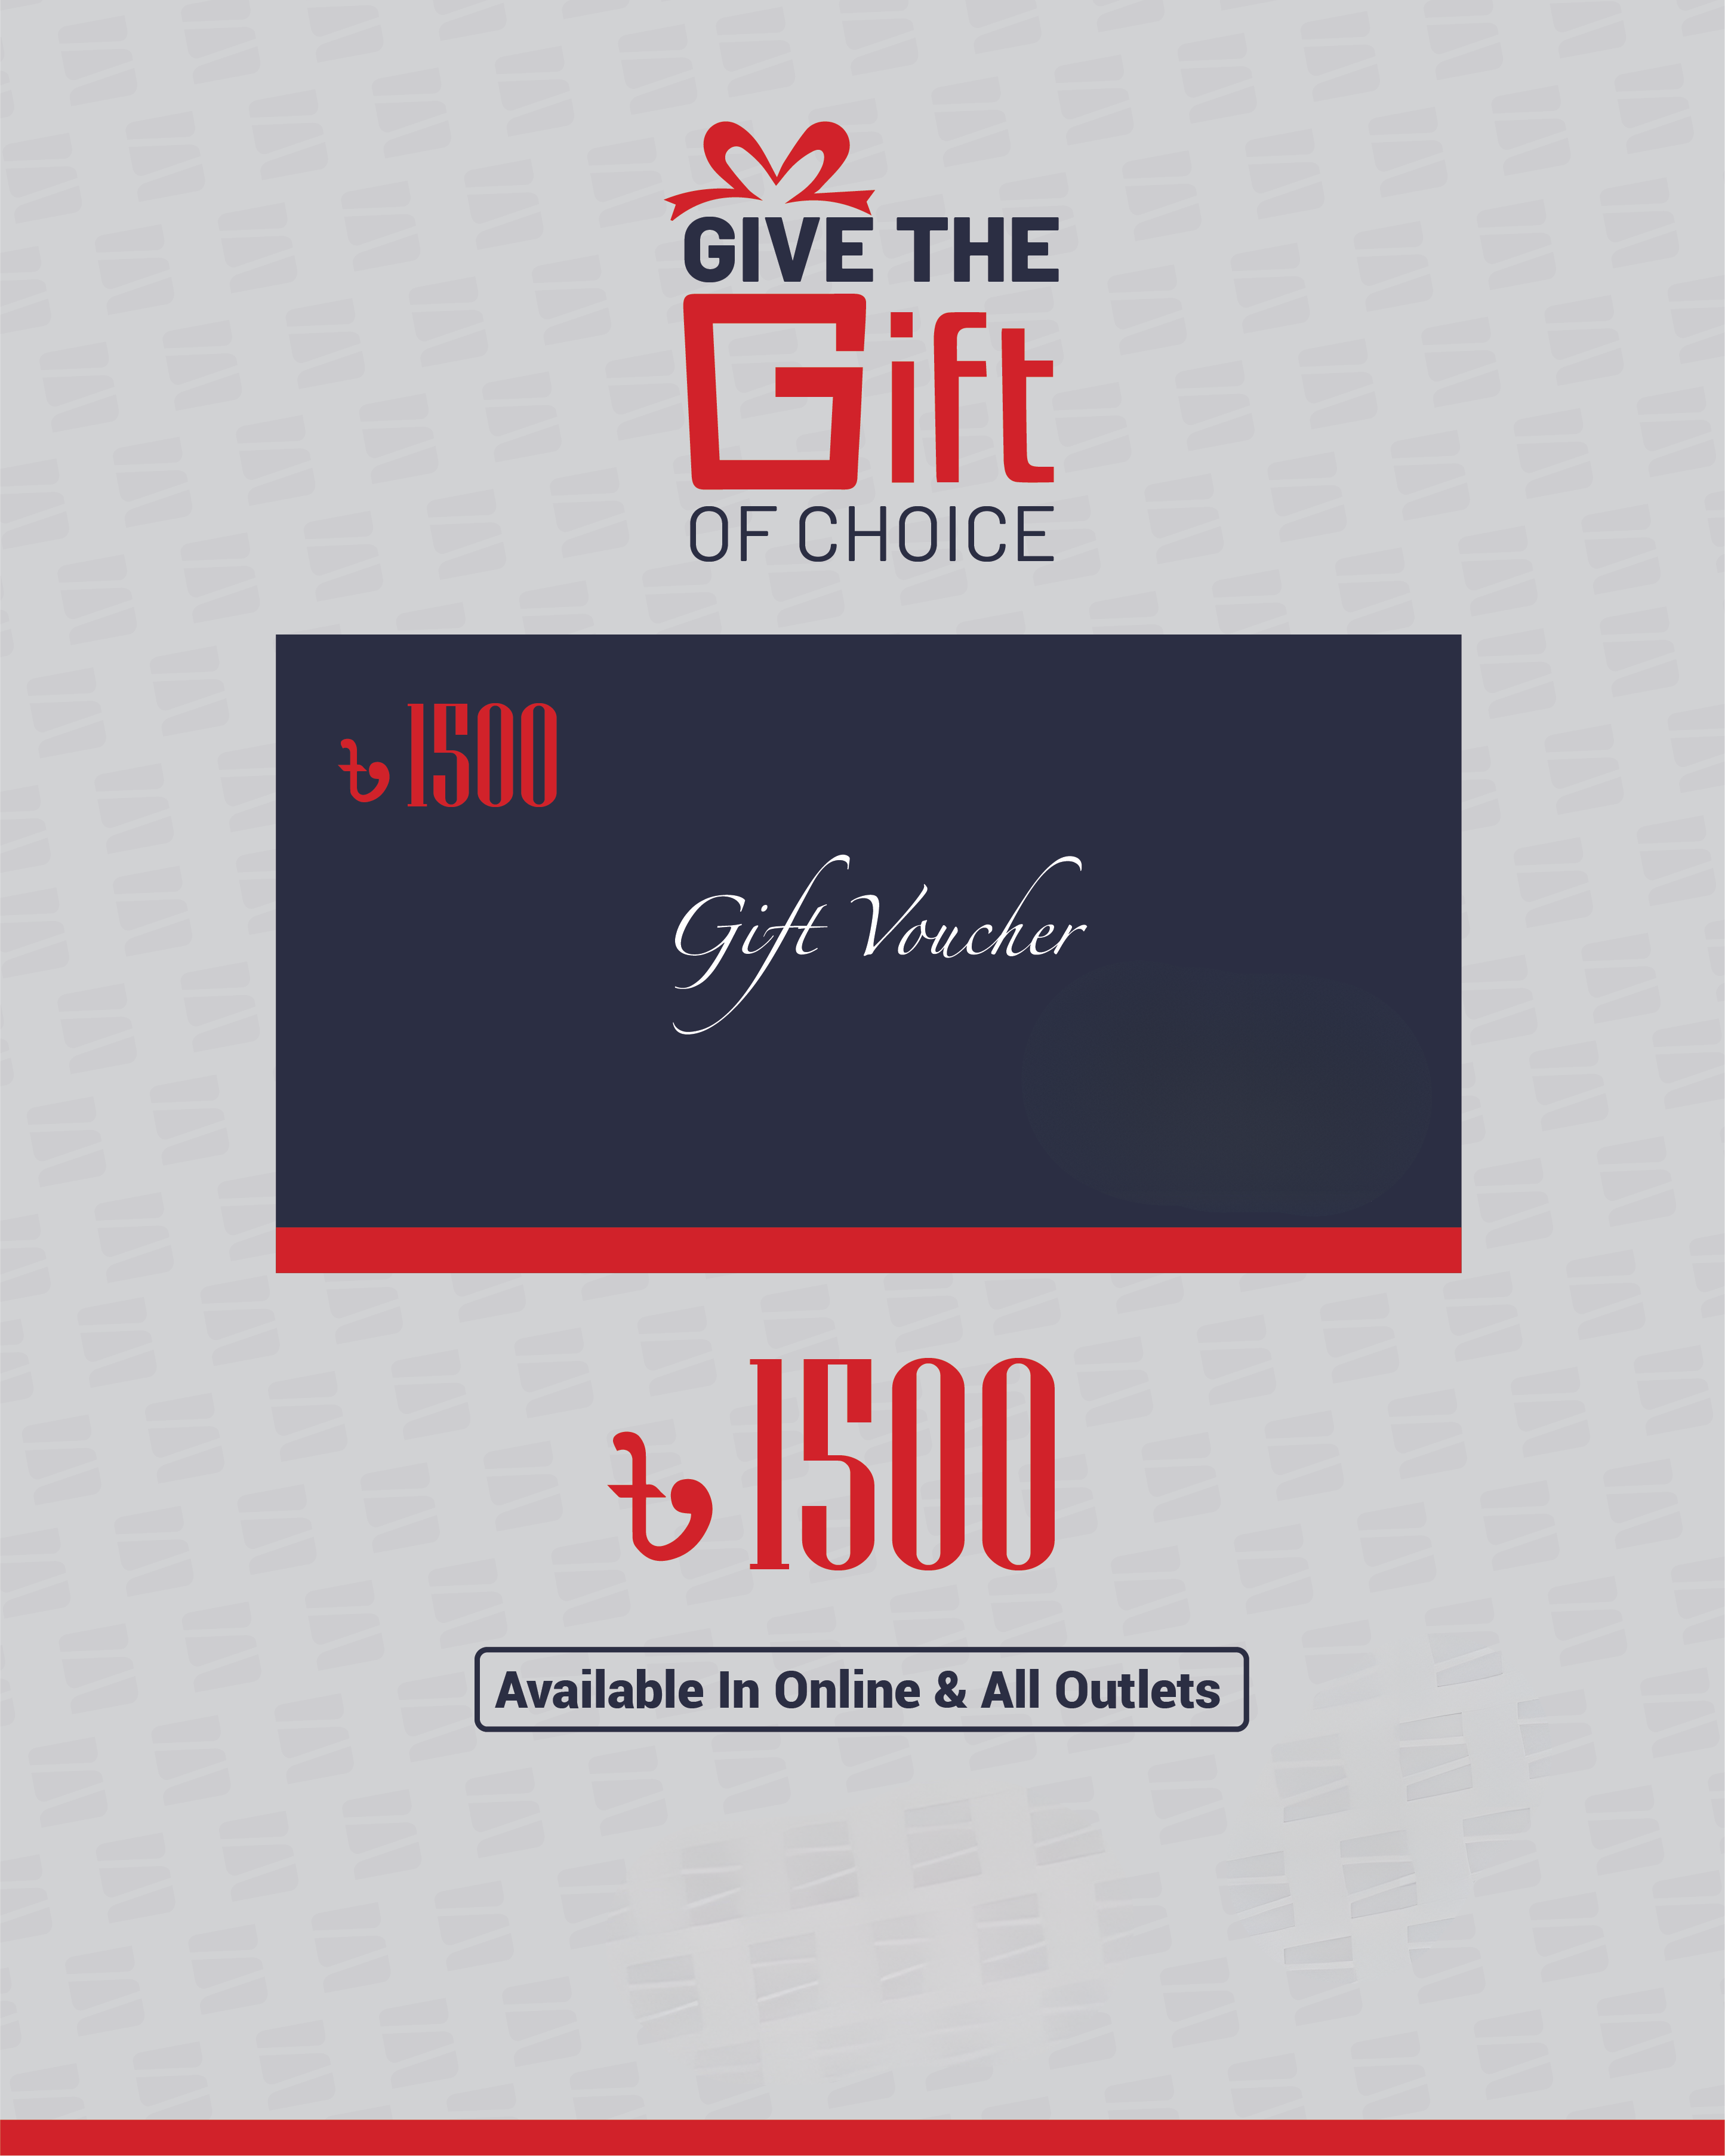 GIVE THE
Gift
OF CHOICE
৳ 1500
Gift Voucher
৳ 1500
Available In Online & All Outlets